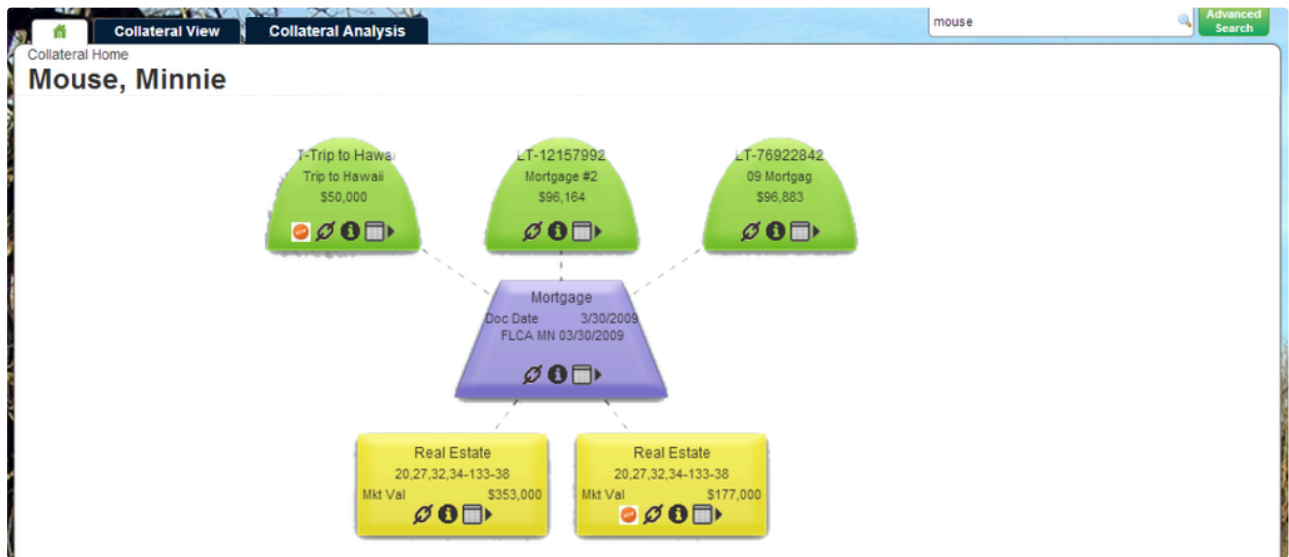 Collateral View
Collateral Analysis
mouse
Advanced
Search
Collateral Home
Mouse, Minnie
T-Trip to Hawai
Trip to Hawaii
$50,000
LT-12157992
Mortgage #2
$96,164
LT-76922842
09 Mortgag
$96,883
Mortgage
Doc Date 3/30/2009
FLCA MN 03/30/2009
Real Estate
20,27,32,34-133-38
Mkt Val $353,000
Real Estate
20,27,32,34-133-38
Mkt Val $177,000